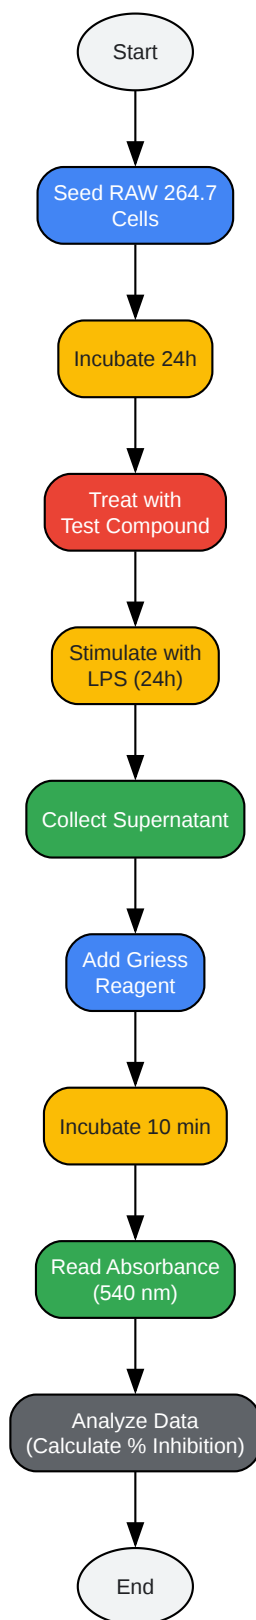 Start
Seed RAW 264.7
Cells
Incubate 24h
Treat with
Test Compound
Stimulate with
LPS (24h)
Collect Supernatant
Add Griess
Reagent
Incubate 10 min
Read Absorbance
(540 nm)
Analyze Data
(Calculate % Inhibition)
End